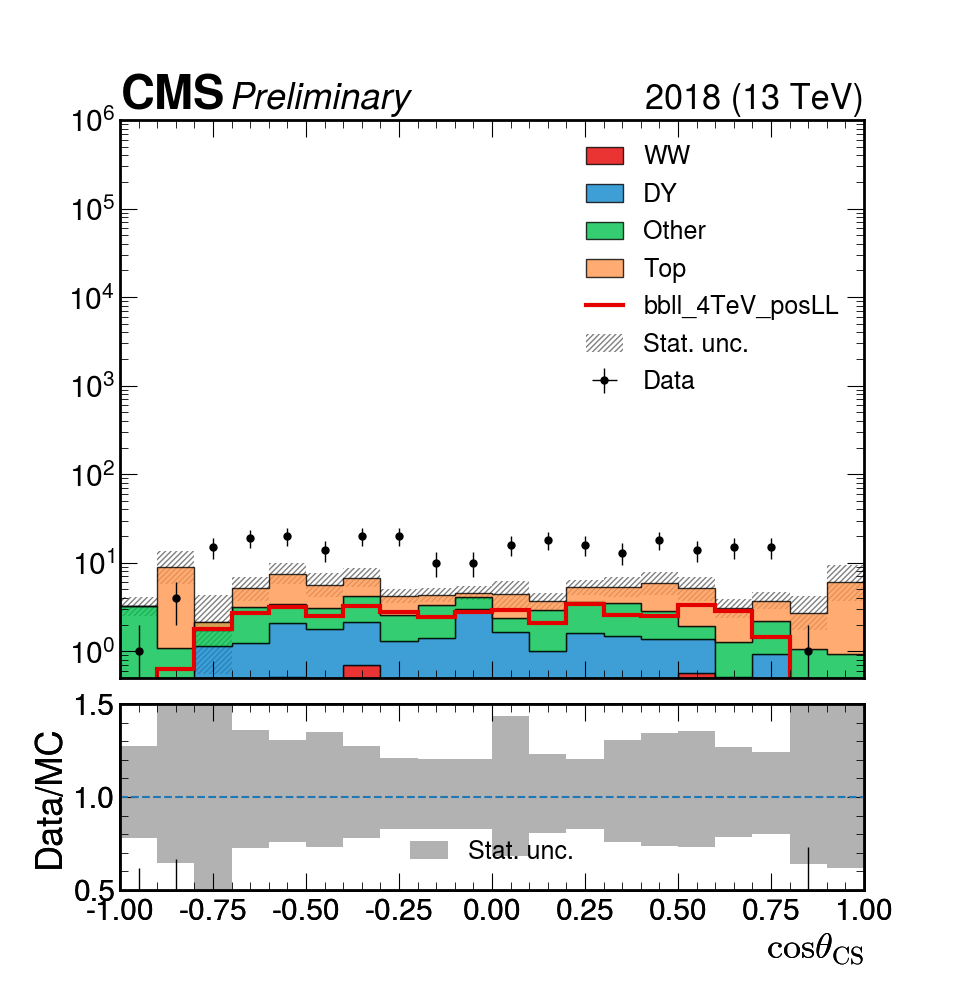 CMS Preliminary 2018 (13 TeV)
10^6
10^5
10^4
10^3
10^2
10^1
10^0
WW
DY
Other
Top
bbll_4TeV_posLL
Stat. unc.
Data
Data/MC
1.5
1.0
0.5
Stat. unc.
-1.00 -0.75 -0.50 -0.25 0.00 0.25 0.50 0.75 1.00
cosθ_CS